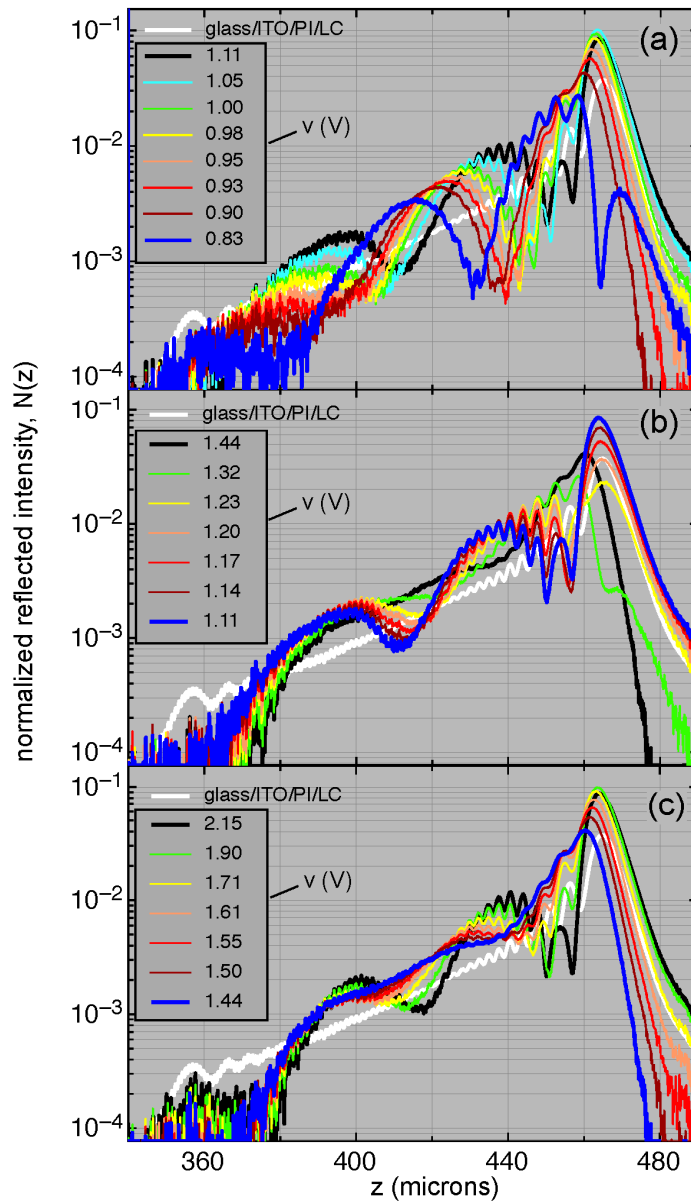 normalized reflected intensity, N(z)
10⁻¹
10⁻²
10⁻³
10⁻⁴
glass/ITO/PI/LC
(a)
1.11
1.05
1.00
0.98
0.95
0.93
0.90
0.83
v (V)
10⁻¹
10⁻²
10⁻³
10⁻⁴
glass/ITO/PI/LC
(b)
1.44
1.32
1.23
1.20
1.17
1.14
1.11
v (V)
10⁻¹
10⁻²
10⁻³
10⁻⁴
glass/ITO/PI/LC
(c)
2.15
1.90
1.71
1.61
1.55
1.50
1.44
v (V)
360 400 440 480
z (microns)